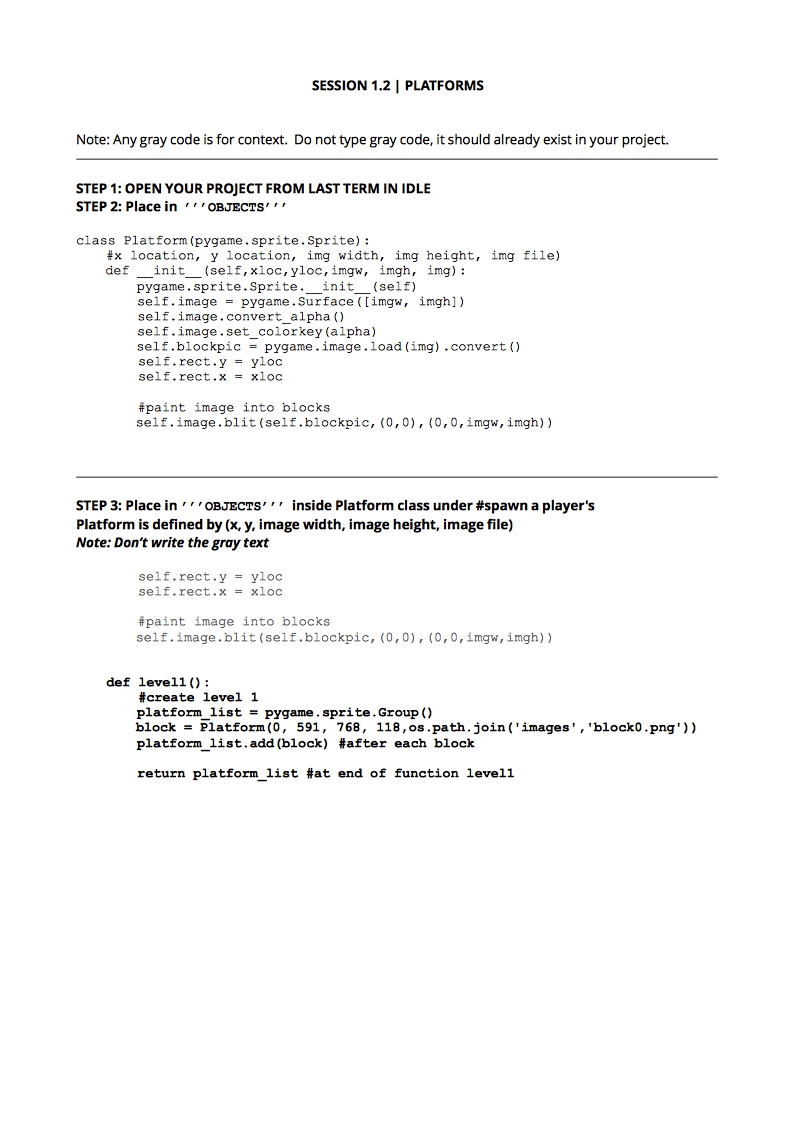 SESSION 1.2 | PLATFORMS
Note: Any gray code is for context. Do not type gray code, it should already exist in your project.
STEP 1: OPEN YOUR PROJECT FROM LAST TERM IN IDLE
STEP 2: Place in ’’’OBJECTS’’’
class Platform(pygame.sprite.Sprite):
    #x location, y location, img width, img height, img file)
    def __init__(self,xloc,yloc,imgw, imgh, img):
        pygame.sprite.Sprite.__init__(self)
        self.image = pygame.Surface([imgw, imgh])
        self.image.convert_alpha()
        self.image.set_colorkey(alpha)
        self.blockpic = pygame.image.load(img).convert()
        self.rect.y = yloc
        self.rect.x = xloc
        #paint image into blocks
        self.image.blit(self.blockpic,(0,0),(0,0,imgw,imgh))
STEP 3: Place in ’’’OBJECTS’’’ inside Platform class under #spawn a player's
Platform is defined by (x, y, image width, image height, image file)
Note: Don’t write the gray text
        self.rect.y = yloc
        self.rect.x = xloc
        #paint image into blocks
        self.image.blit(self.blockpic,(0,0),(0,0,imgw,imgh))
    def level1():
        #create level 1
        platform_list = pygame.sprite.Group()
        block = Platform(0, 591, 768, 118,os.path.join('images','block0.png'))
        platform_list.add(block) #after each block
        return platform_list #at end of function level1